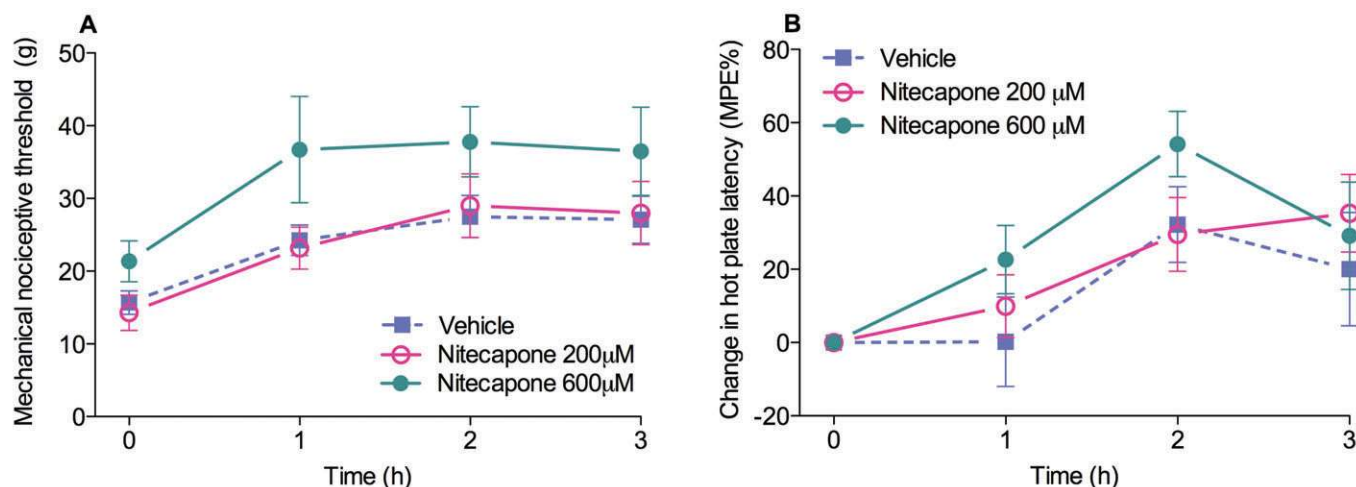 A
Mechanical nociceptive threshold (g)
50
40
30
20
10
0
0 1 2 3
Time (h)
Vehicle
Nitecapone 200μM
Nitecapone 600μM
B
Change in hot plate latency (MPE%)
80
60
40
20
0
-20
0 1 2 3
Time (h)
Vehicle
Nitecapone 200 μM
Nitecapone 600 μM